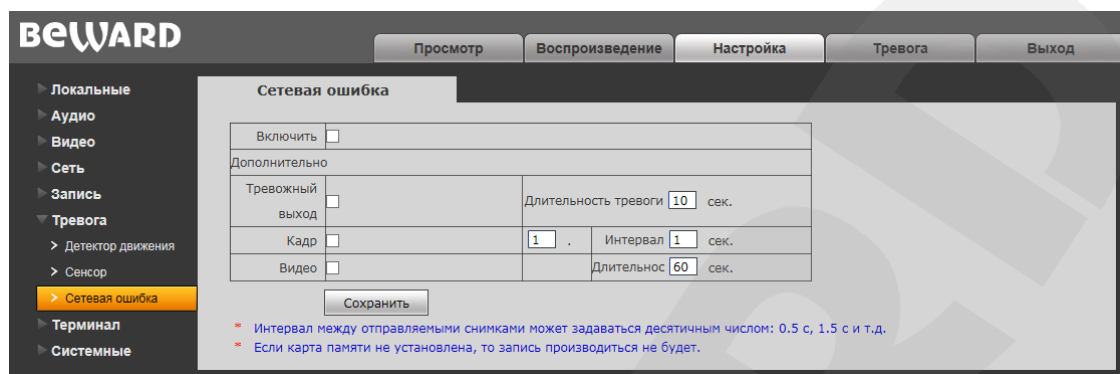 BEWARD
Просмотр Воспроизведение Настройка Тревога Выход
Локальные
Аудио
Видео
Сеть
Запись
Тревога
> Детектор движения
> Сенсор
> Сетевая ошибка
Терминал
Системные
Сетевая ошибка
Включить
Дополнительно
Тревожный выход Длительность тревоги 10 сек.
Кадр 1 . Интервал 1 сек.
Видео Длительнос 60 сек.
Сохранить
* Интервал между отправляемыми снимками может задаваться десятичным числом: 0.5 с, 1.5 с и т.д.
* Если карта памяти не установлена, то запись производиться не будет.